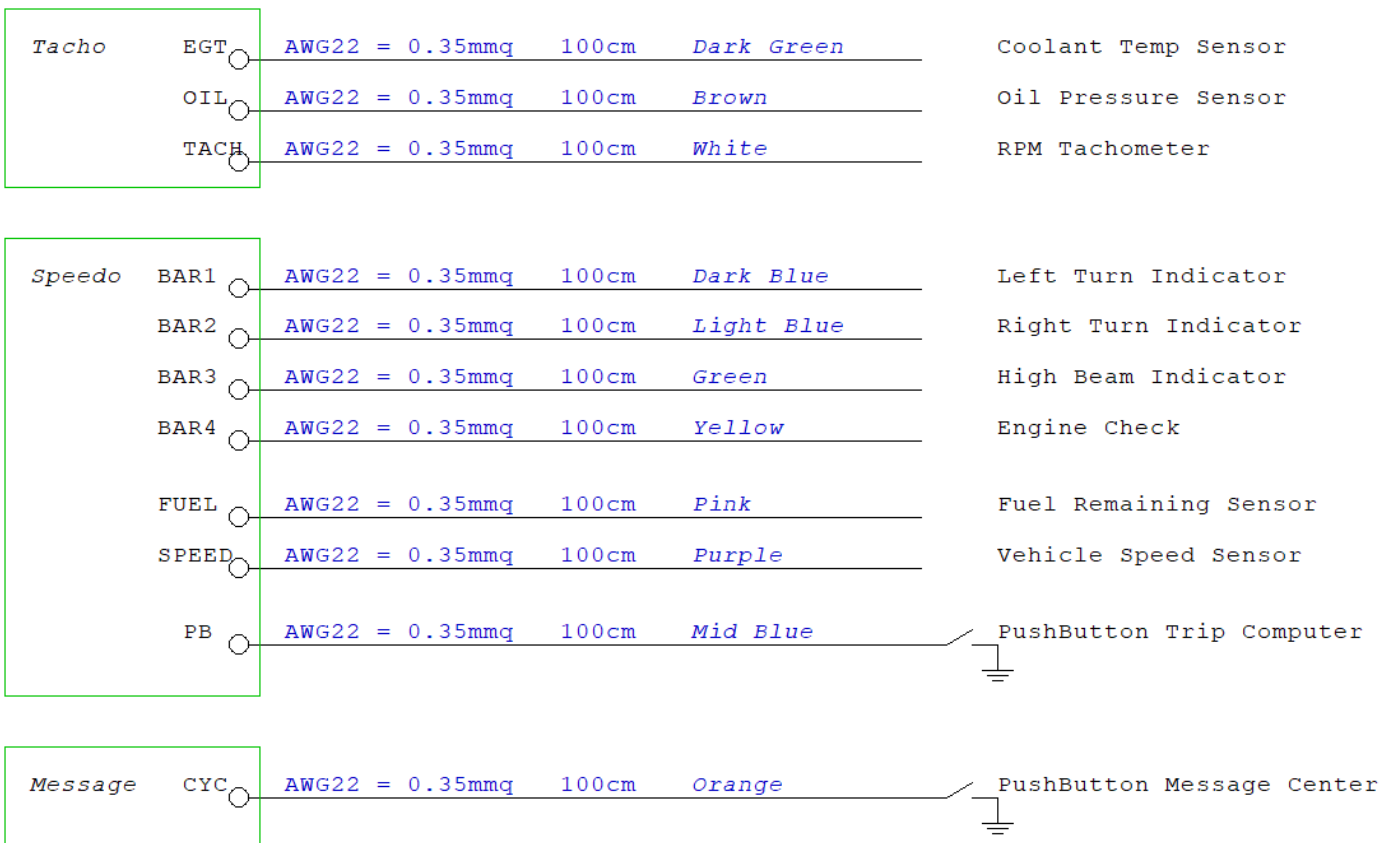 Tacho EGT AWG22 = 0.35mmq 100cm Dark Green Coolant Temp Sensor
OIL AWG22 = 0.35mmq 100cm Brown Oil Pressure Sensor
TACH AWG22 = 0.35mmq 100cm White RPM Tachometer
Speedo BAR1 AWG22 = 0.35mmq 100cm Dark Blue Left Turn Indicator
BAR2 AWG22 = 0.35mmq 100cm Light Blue Right Turn Indicator
BAR3 AWG22 = 0.35mmq 100cm Green High Beam Indicator
BAR4 AWG22 = 0.35mmq 100cm Yellow Engine Check
FUEL AWG22 = 0.35mmq 100cm Pink Fuel Remaining Sensor
SPEED AWG22 = 0.35mmq 100cm Purple Vehicle Speed Sensor
PB AWG22 = 0.35mmq 100cm Mid Blue PushButton Trip Computer
Message CYC AWG22 = 0.35mmq 100cm Orange PushButton Message Center